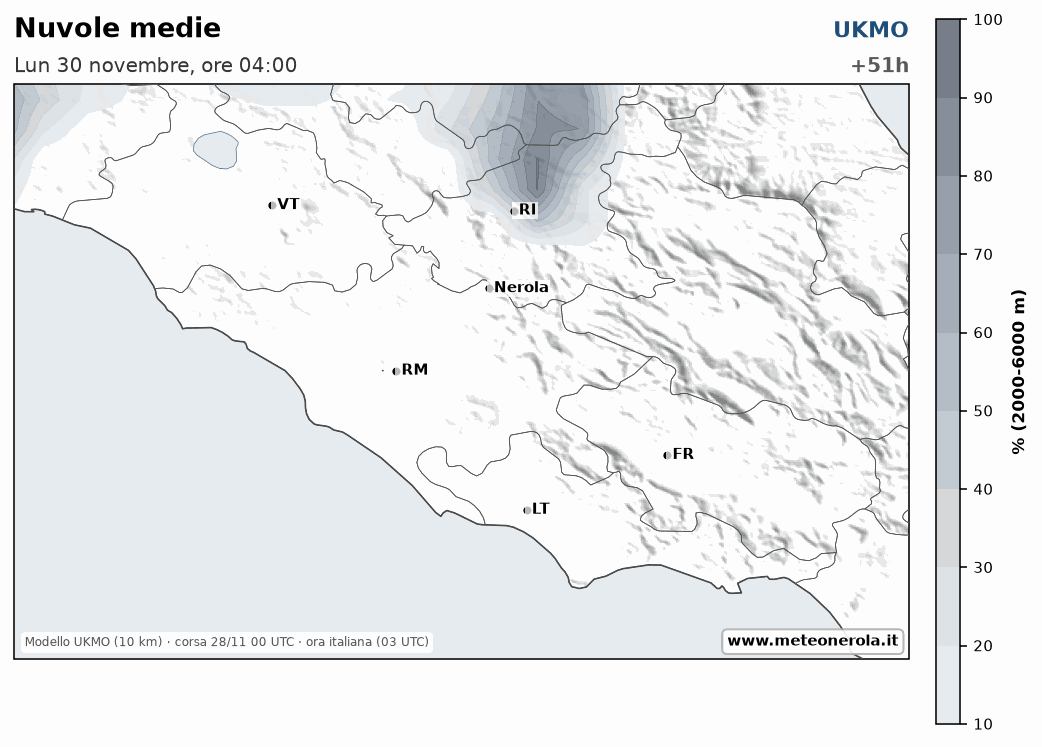 Nuvole medie
UKMO
Lun 30 novembre, ore 04:00
+51h
100
90
80
70
60
50
40
30
20
10
% (2000-6000 m)
VT
RI
Nerola
RM
FR
LT
Modello UKMO (10 km) · corsa 28/11 00 UTC · ora italiana (03 UTC)
www.meteonerola.it